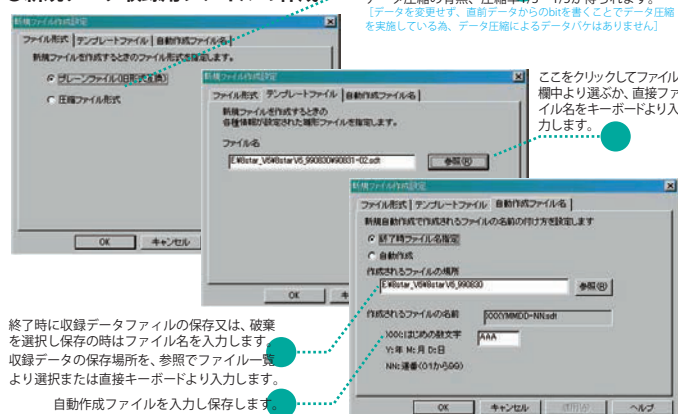 データ圧縮の有無、圧縮率1/3〜1/5が得られます。
[データを変更せず、直前データからのbitを書くことでデータ圧縮
を実施している為、データ圧縮によるデータバケはありません]
新規ファイル作成設定
ファイル形式 テンプレートファイル 自動作成ファイル名
新規ファイルを作成するときのファイル形式を設定します。
プレーンファイル(旧形式互換)
圧縮ファイル形式
OK キャンセル
新規ファイル作成設定
ファイル形式 テンプレートファイル 自動作成ファイル名
新規ファイルを作成するときの
各種情報が設定された雛形ファイルを指定します。
ファイル名
E:¥8star_V6¥8starV6_990830¥90831-02.sdt 参照(R)
OK
ここをクリックしてファイル
欄中より選ぶか、直接ファ
イル名をキーボードより入
力します。
新規ファイル作成設定
ファイル形式 テンプレートファイル 自動作成ファイル名
新規自動作成で作成されるファイルの名前の付け方を設定します
終了時ファイル名指定
自動作成
作成されるファイルの場所
E:¥8star_V6¥8starV6_990830 参照(R)
作成されるファイルの名前 XXXYMMDD-NN.sdt
XXX:はじめの数文字 AAA
Y:年 M:月 D:日
NN:連番(01から99)
OK キャンセル 適用(A) ヘルプ
終了時に収録データファィルの保存又は、破棄
を選択し保存の時はファイル名を入力します。
収録データの保存場所を、参照でファイル一覧
より選択または直接キーボードより入力します。
自動作成ファイルを入力し保存します。